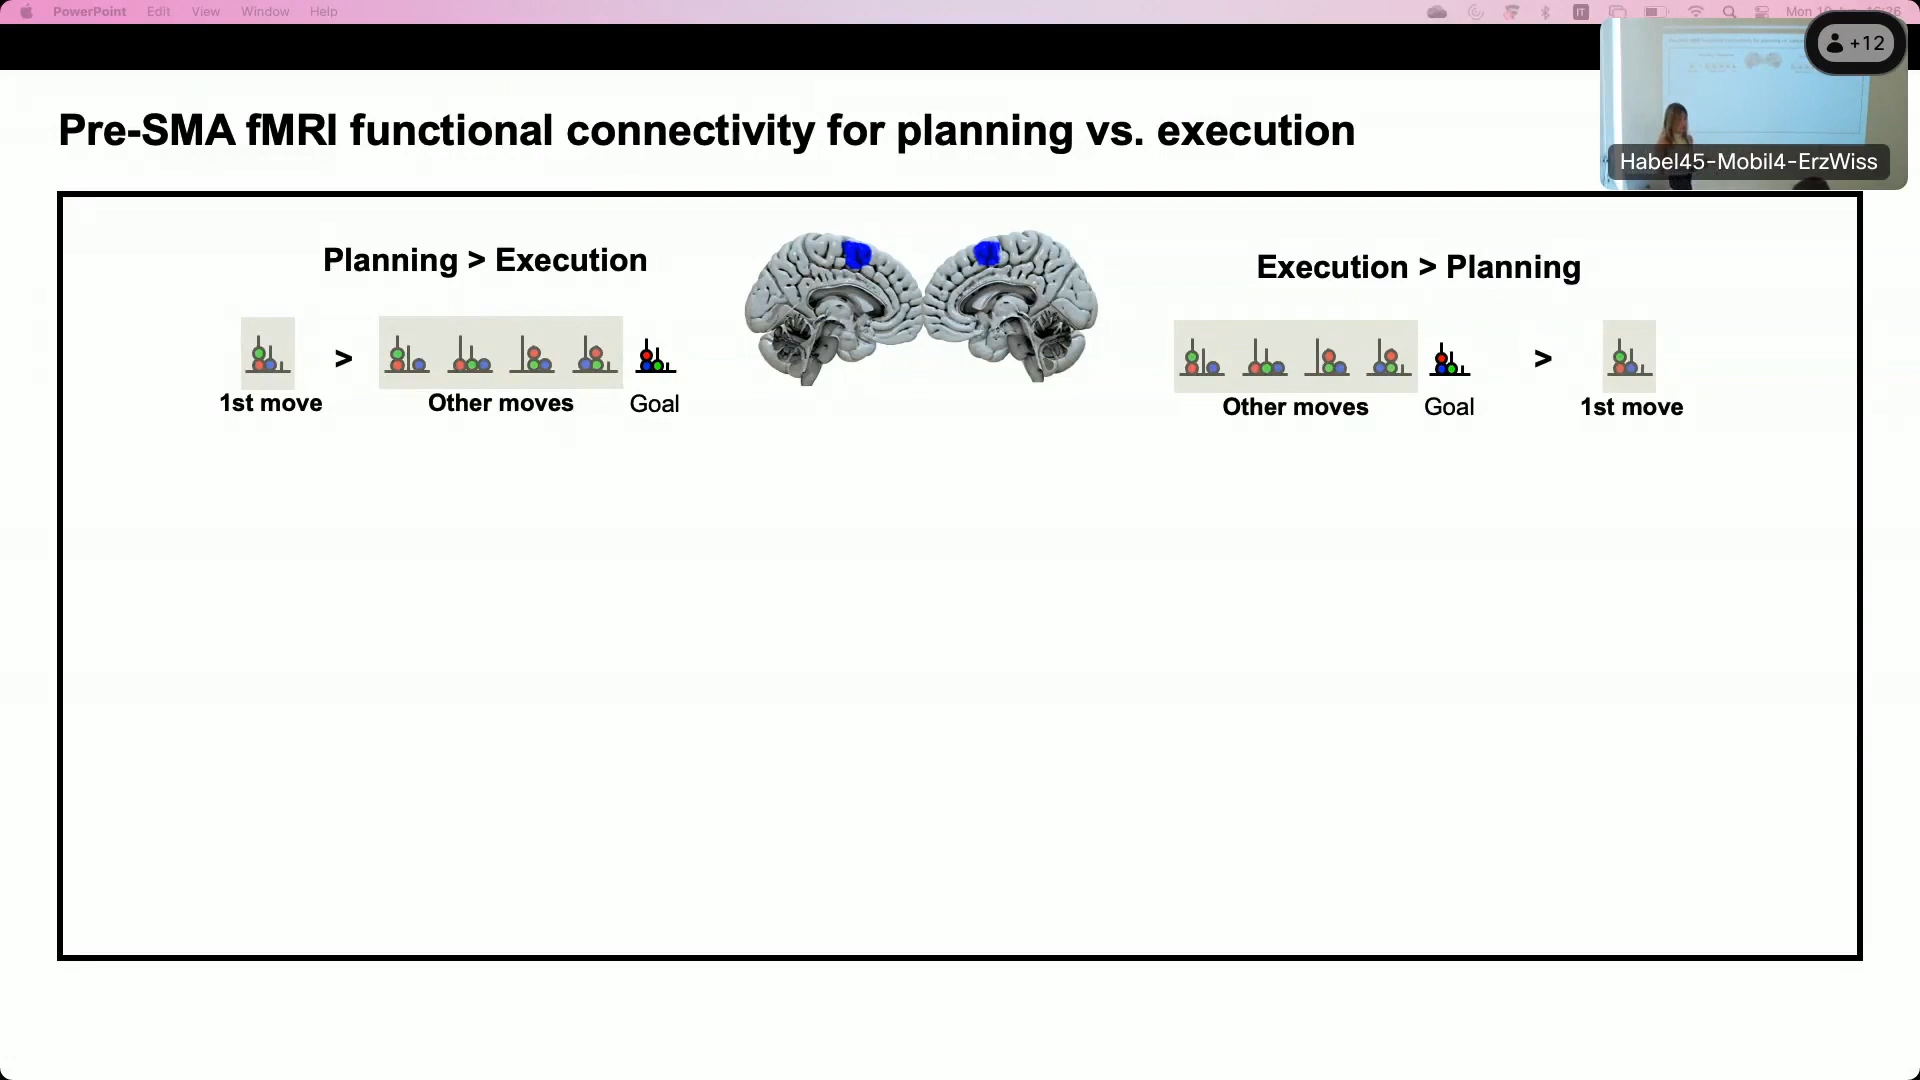 PowerPoint Edit View Window Help
IT
+12
Habel45-Mobil4-ErzWiss
Pre-SMA fMRI functional connectivity for planning vs. execution
Planning > Execution
>
1st move
Other moves
Goal
Execution > Planning
>
Other moves
Goal
1st move